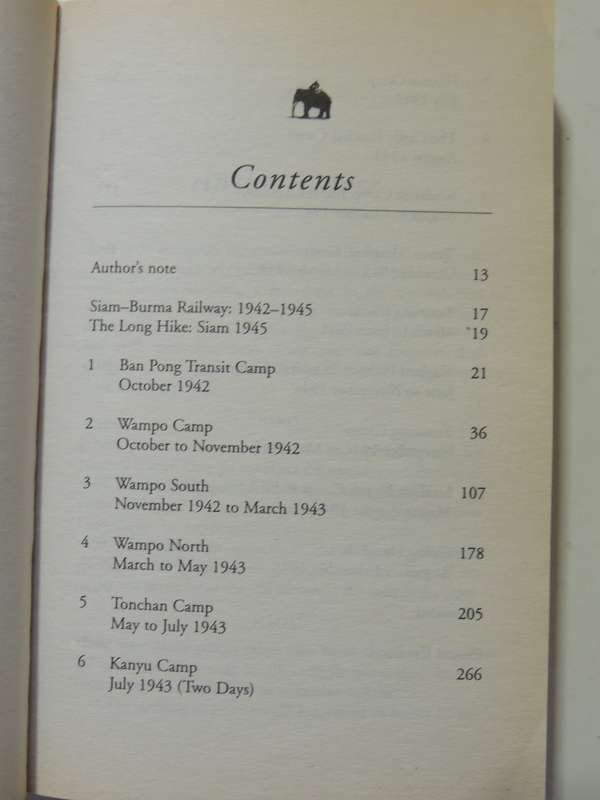 Contents
Author's note 13
Siam–Burma Railway: 1942–1945 17
The Long Hike: Siam 1945 19
1 Ban Pong Transit Camp 21
October 1942
2 Wampo Camp 36
October to November 1942
3 Wampo South 107
November 1942 to March 1943
4 Wampo North 178
March to May 1943
5 Tonchan Camp 205
May to July 1943
6 Kanyu Camp 266
July 1943 (Two Days)